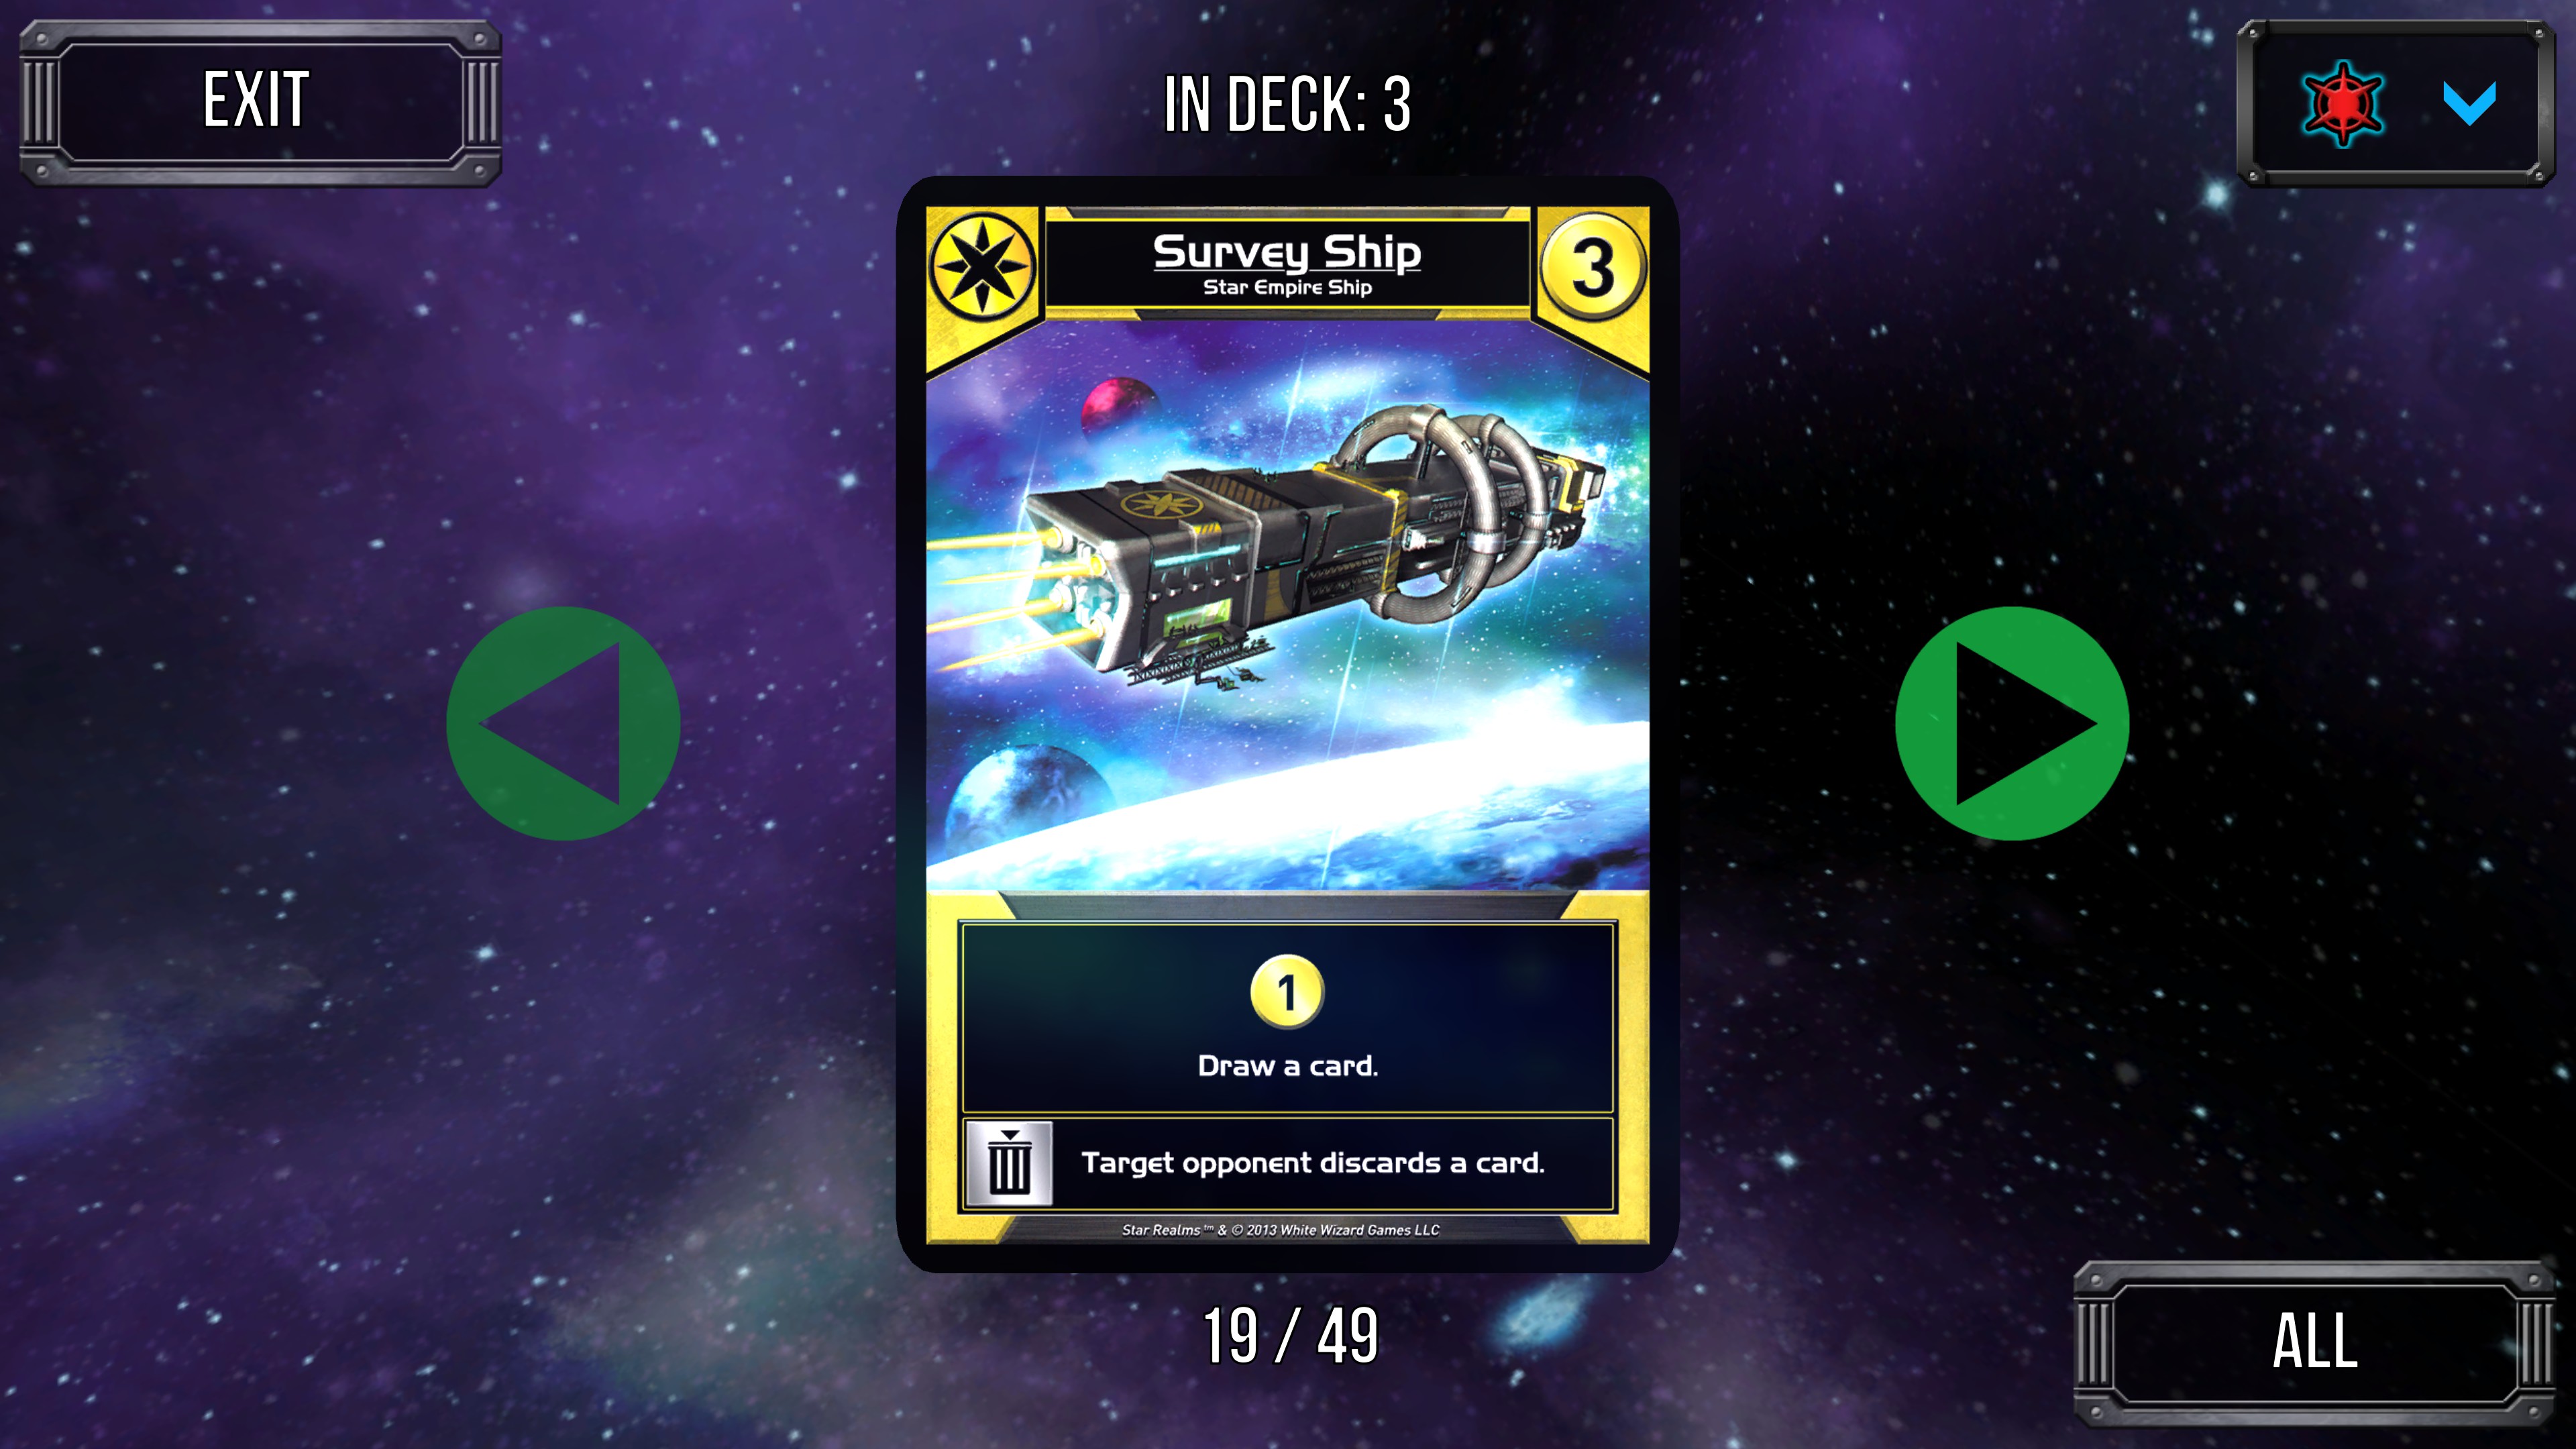 EXIT
IN DECK: 3
Survey Ship
3
Star Empire Ship
1
Draw a card.
Target opponent discards a card.
Star Realms™ & © 2013 White Wizard Games LLC
19 / 49
ALL